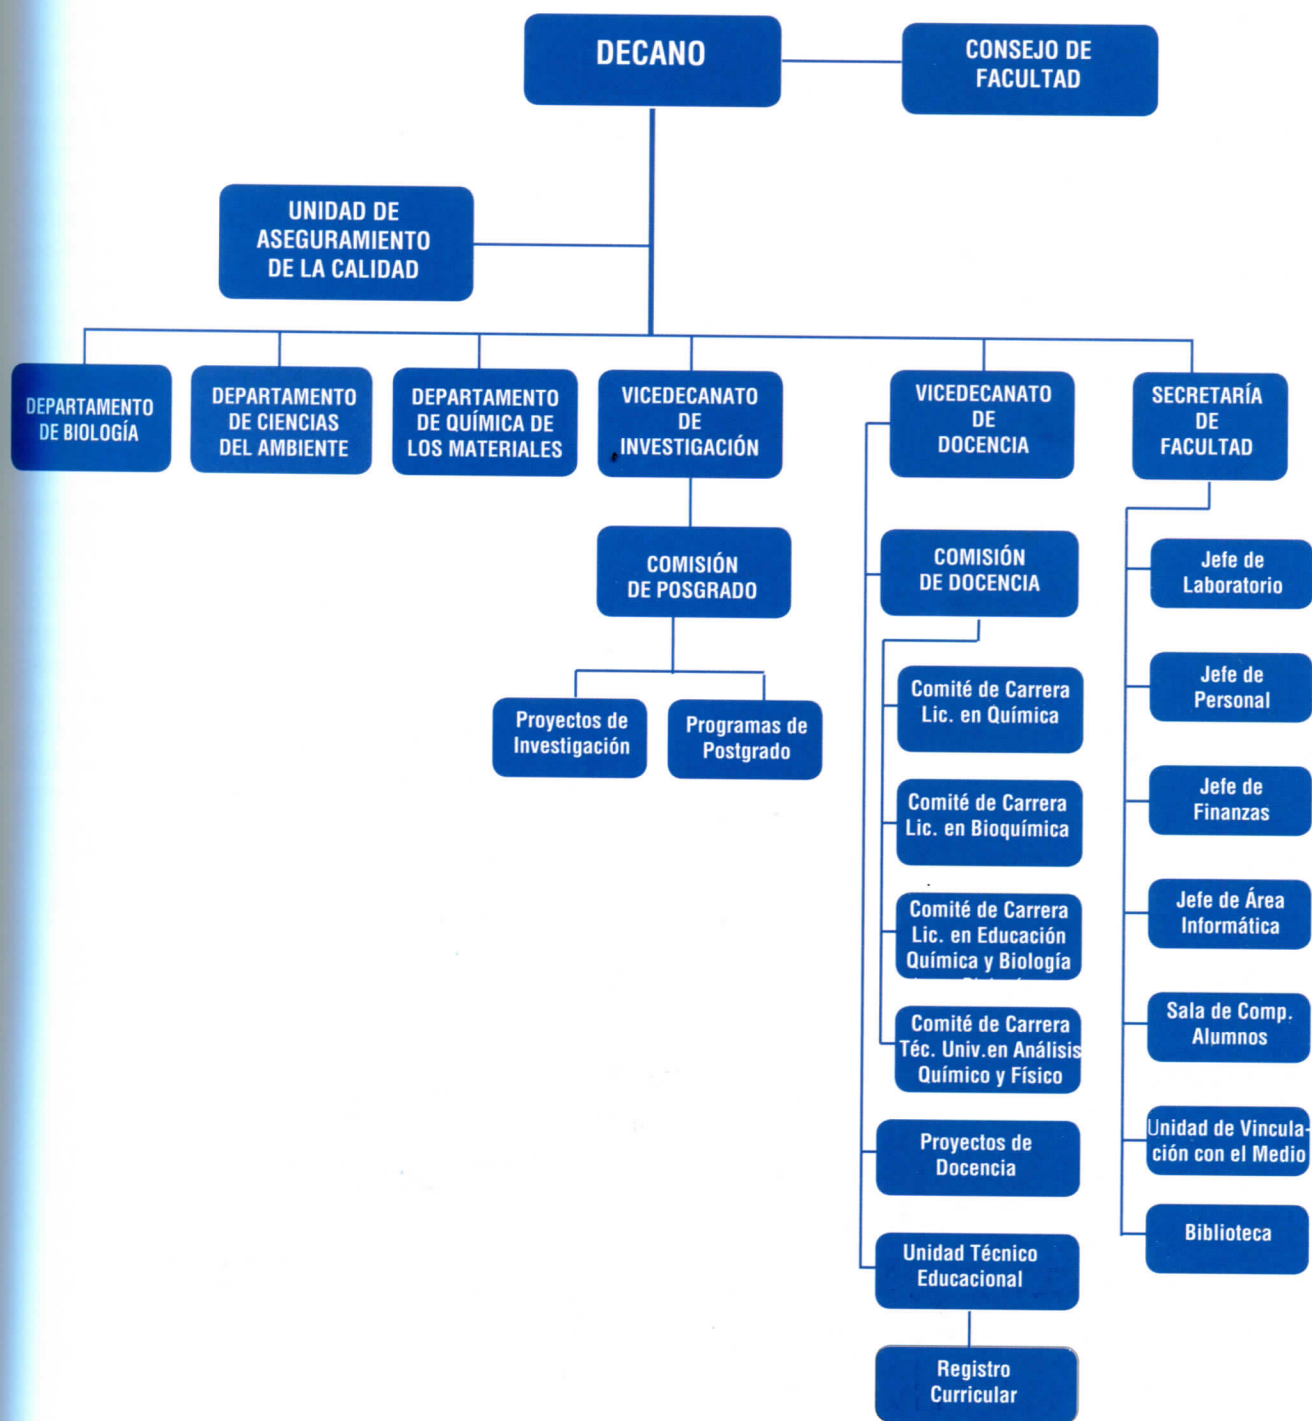 DECANO
CONSEJO DE
FACULTAD
UNIDAD DE
ASEGURAMIENTO
DE LA CALIDAD
DEPARTAMENTO
DE BIOLOGÍA
DEPARTAMENTO
DE CIENCIAS
DEL AMBIENTE
DEPARTAMENTO
DE QUÍMICA DE
LOS MATERIALES
VICEDECANATO
DE
INVESTIGACIÓN
VICEDECANATO
DE
DOCENCIA
SECRETARÍA
DE
FACULTAD
COMISIÓN
DE POSGRADO
Proyectos de
Investigación
Programas de
Postgrado
COMISIÓN
DE DOCENCIA
Comité de Carrera
Lic. en Química
Comité de Carrera
Lic. en Bioquímica
Comité de Carrera
Lic. en Educación
Química y Biología
Comité de Carrera
Téc. Univ.en Análisis
Químico y Físico
Proyectos de
Docencia
Unidad Técnico
Educacional
Registro
Curricular
Jefe de
Laboratorio
Jefe de
Personal
Jefe de
Finanzas
Jefe de Área
Informática
Sala de Comp.
Alumnos
Unidad de Vincula-
ción con el Medio
Biblioteca